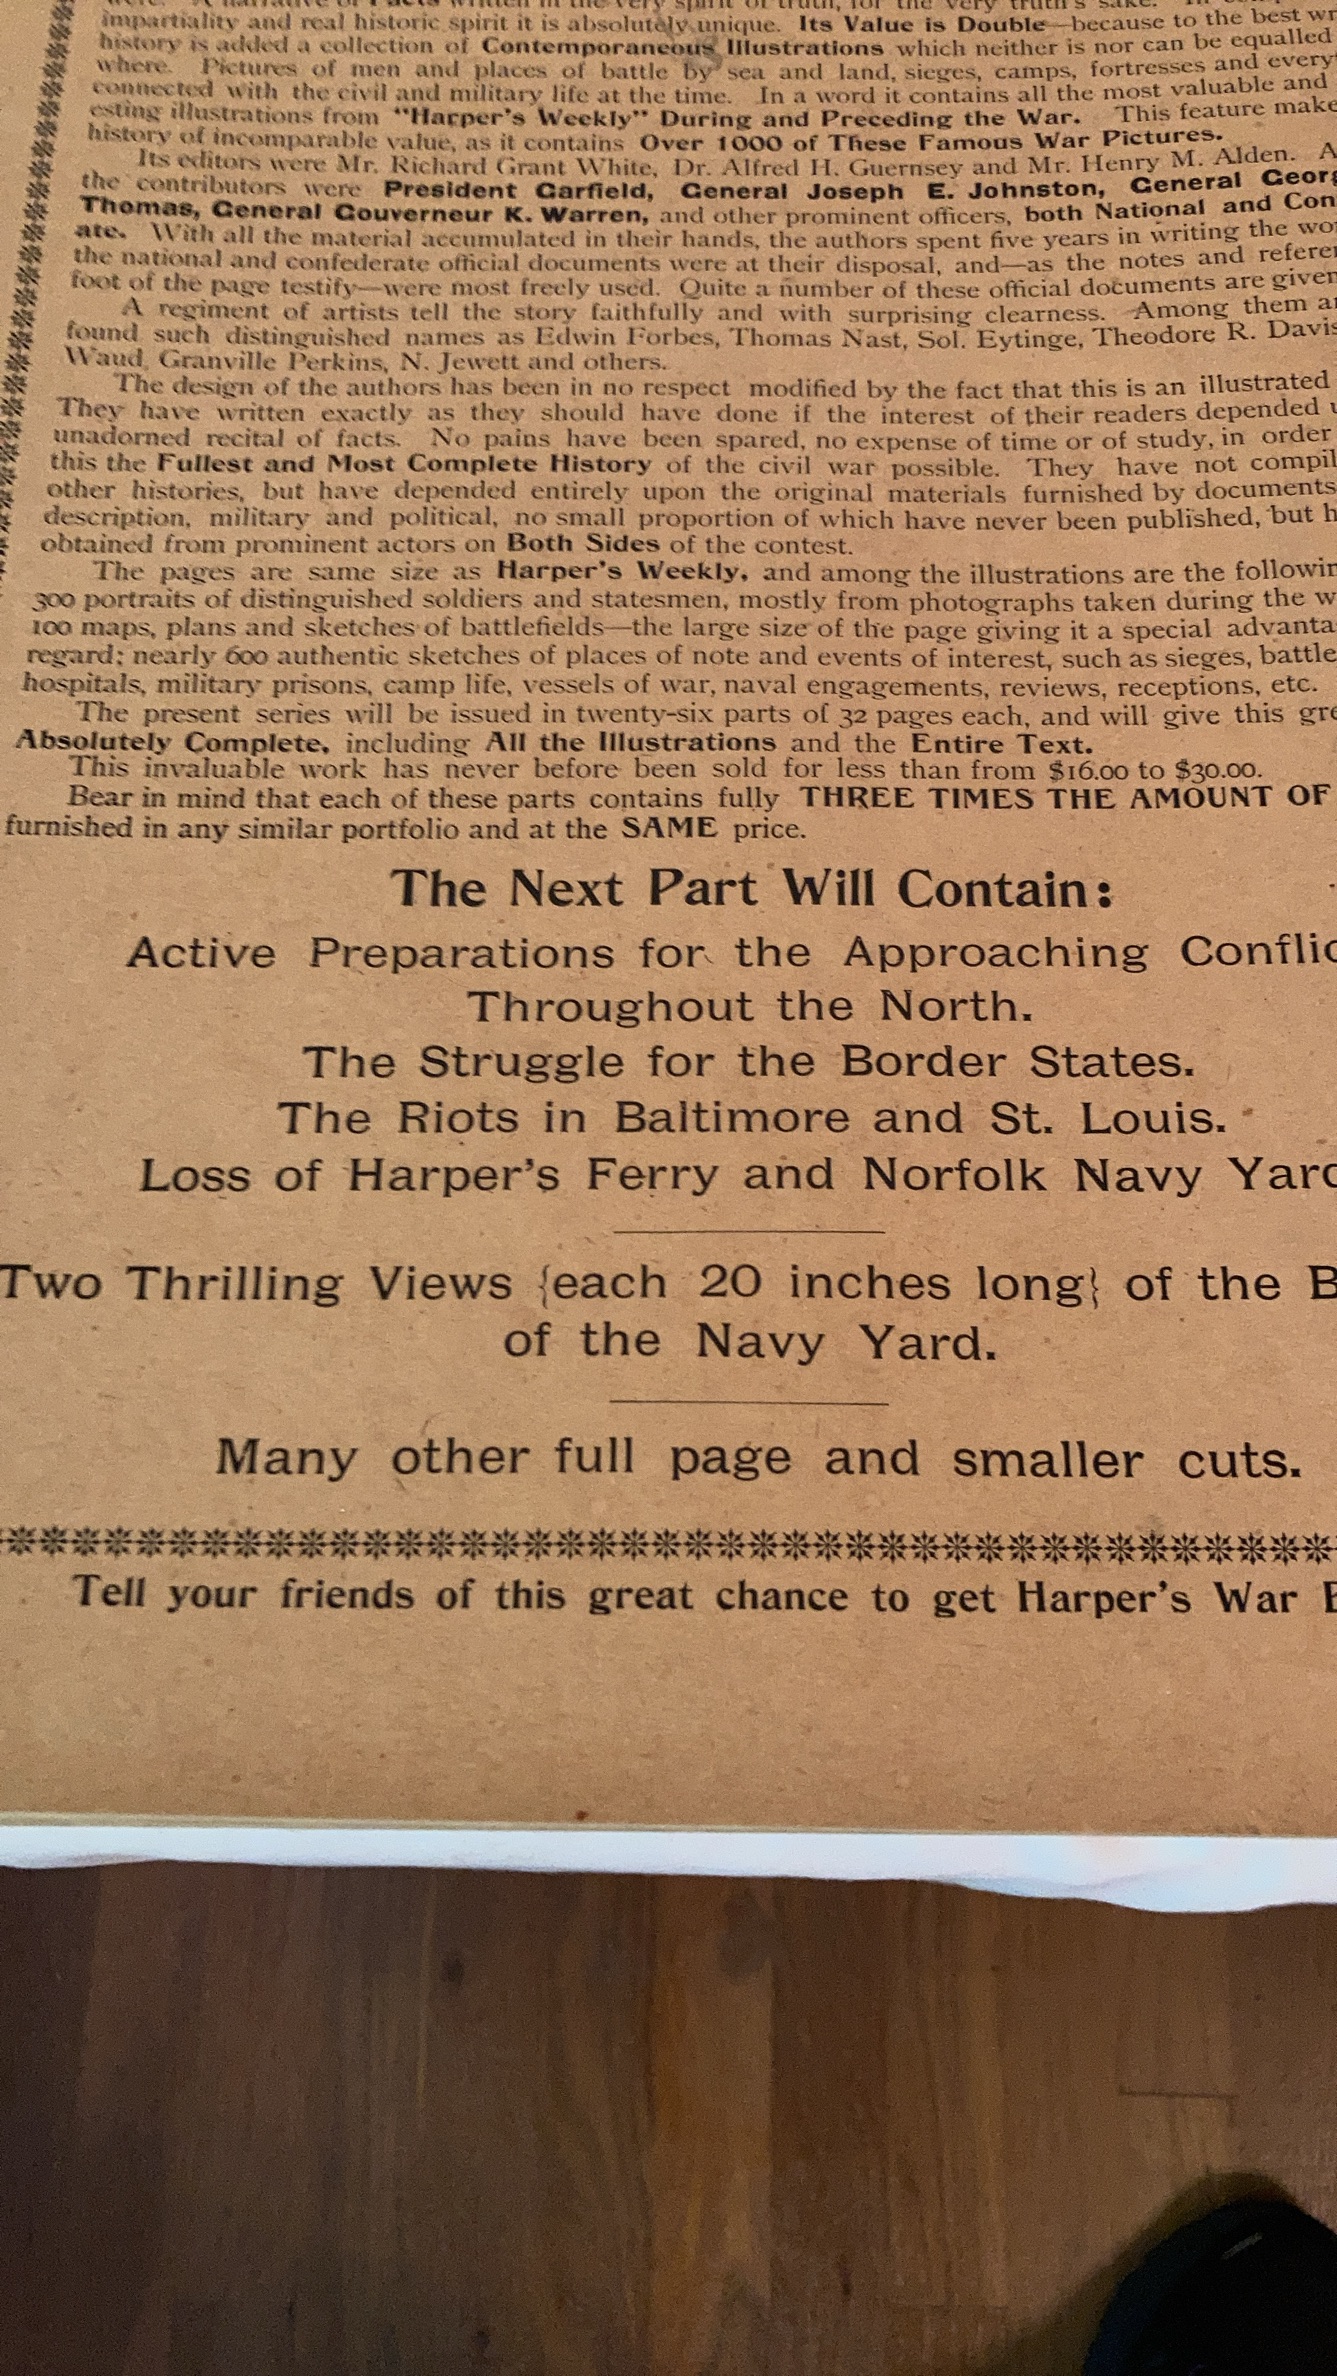 impartiality and real historic spirit it is absolutely unique. Its Value is Double—because to the best wr
history is added a collection of Contemporaneous Illustrations which neither is nor can be equalled
where. Pictures of men and places of battle by sea and land, sieges, camps, fortresses and every
connected with the civil and military life at the time. In a word it contains all the most valuable and
esting illustrations from "Harper's Weekly" During and Preceding the War. This feature make
history of incomparable value, as it contains Over 1000 of These Famous War Pictures.
Its editors were Mr. Richard Grant White, Dr. Alfred H. Guernsey and Mr. Henry M. Alden. A
the contributors were President Garfield, General Joseph E. Johnston, General Georg
Thomas, General Gouverneur K. Warren, and other prominent officers, both National and Con
ate. With all the material accumulated in their hands, the authors spent five years in writing the wo
the national and confederate official documents were at their disposal, and—as the notes and refere
foot of the page testify—were most freely used. Quite a number of these official documents are given
A regiment of artists tell the story faithfully and with surprising clearness. Among them a
found such distinguished names as Edwin Forbes, Thomas Nast, Sol. Eytinge, Theodore R. Davis
Waud, Granville Perkins, N. Jewett and others.
The design of the authors has been in no respect modified by the fact that this is an illustrated
They have written exactly as they should have done if the interest of their readers depended u
unadorned recital of facts. No pains have been spared, no expense of time or of study, in order
this the Fullest and Most Complete History of the civil war possible. They have not compil
other histories, but have depended entirely upon the original materials furnished by documents
description, military and political, no small proportion of which have never been published, but h
obtained from prominent actors on Both Sides of the contest.
The pages are same size as Harper's Weekly, and among the illustrations are the followin
300 portraits of distinguished soldiers and statesmen, mostly from photographs taken during the w
100 maps, plans and sketches of battlefields—the large size of the page giving it a special advanta
regard; nearly 600 authentic sketches of places of note and events of interest, such as sieges, battle
hospitals, military prisons, camp life, vessels of war, naval engagements, reviews, receptions, etc.
The present series will be issued in twenty-six parts of 32 pages each, and will give this gre
Absolutely Complete, including All the Illustrations and the Entire Text.
This invaluable work has never before been sold for less than from $16.00 to $30.00.
Bear in mind that each of these parts contains fully THREE TIMES THE AMOUNT OF
furnished in any similar portfolio and at the SAME price.
The Next Part Will Contain:
Active Preparations for the Approaching Conflic
Throughout the North.
The Struggle for the Border States.
The Riots in Baltimore and St. Louis.
Loss of Harper's Ferry and Norfolk Navy Yard
Two Thrilling Views {each 20 inches long} of the B
of the Navy Yard.
Many other full page and smaller cuts.
Tell your friends of this great chance to get Harper's War B